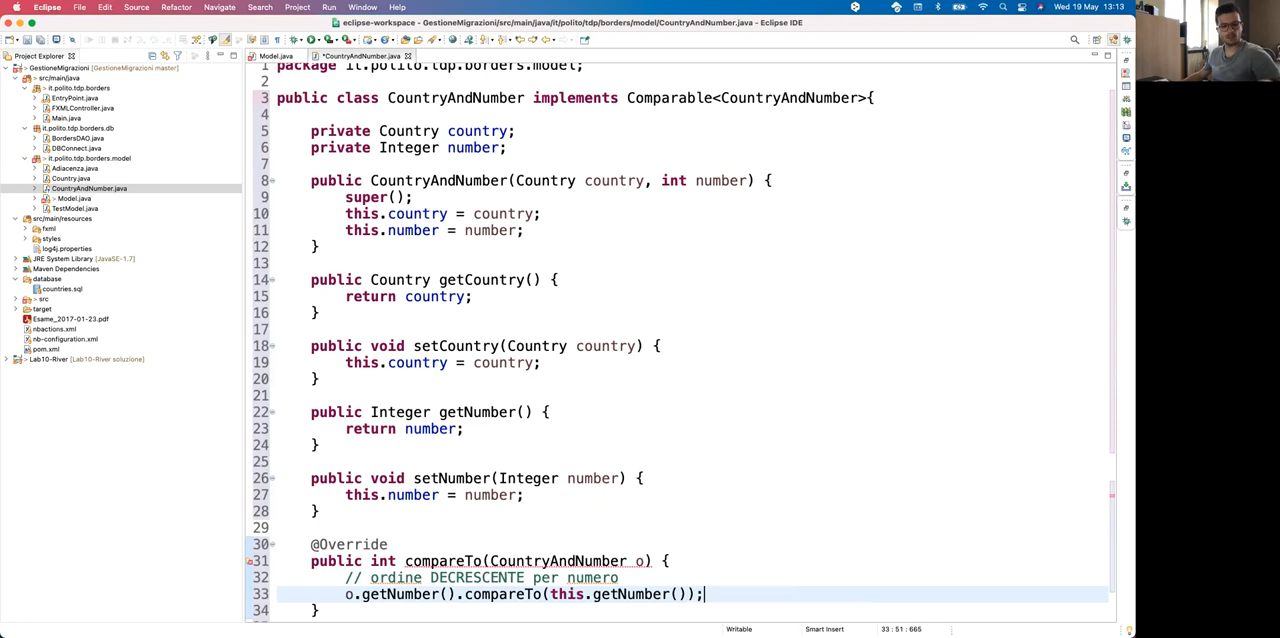 Eclipse File Edit Source Refactor Navigate Search Project Run Window Help Wed 19 May 13:13
eclipse-workspace - GestioneMigrazioni/src/main/java/it/polito/tdp/borders/model/CountryAndNumber.java - Eclipse IDE
Project Explorer
GestioneMigrazioni [GestioneMigrazioni master]
src/main/java
it.polito.tdp.borders
EntryPoint.java
FXMLController.java
Main.java
it.polito.tdp.borders.db
BordersDAO.java
DBConnect.java
it.polito.tdp.borders.model
Adiacenza.java
Country.java
CountryAndNumber.java
> Model.java
TestModel.java
src/main/resources
fxml
styles
log4j.properties
JRE System Library [JavaSE-1.7]
Maven Dependencies
database
countries.sql
> src
target
Esame_2017-01-23.pdf
nbactions.xml
nb-configuration.xml
pom.xml
Lab10-River [Lab10-River soluzione]
Model.java *CountryAndNumber.java
1 package it.polito.tdp.borders.model;
2
3 public class CountryAndNumber implements Comparable<CountryAndNumber>{
4
5 private Country country;
6 private Integer number;
7
8 public CountryAndNumber(Country country, int number) {
9 super();
10 this.country = country;
11 this.number = number;
12 }
13
14 public Country getCountry() {
15 return country;
16 }
17
18 public void setCountry(Country country) {
19 this.country = country;
20 }
21
22 public Integer getNumber() {
23 return number;
24 }
25
26 public void setNumber(Integer number) {
27 this.number = number;
28 }
29
30 @Override
31 public int compareTo(CountryAndNumber o) {
32 // ordine DECRESCENTE per numero
33 o.getNumber().compareTo(this.getNumber());
34 }
Writable Smart Insert 33 : 51 : 665